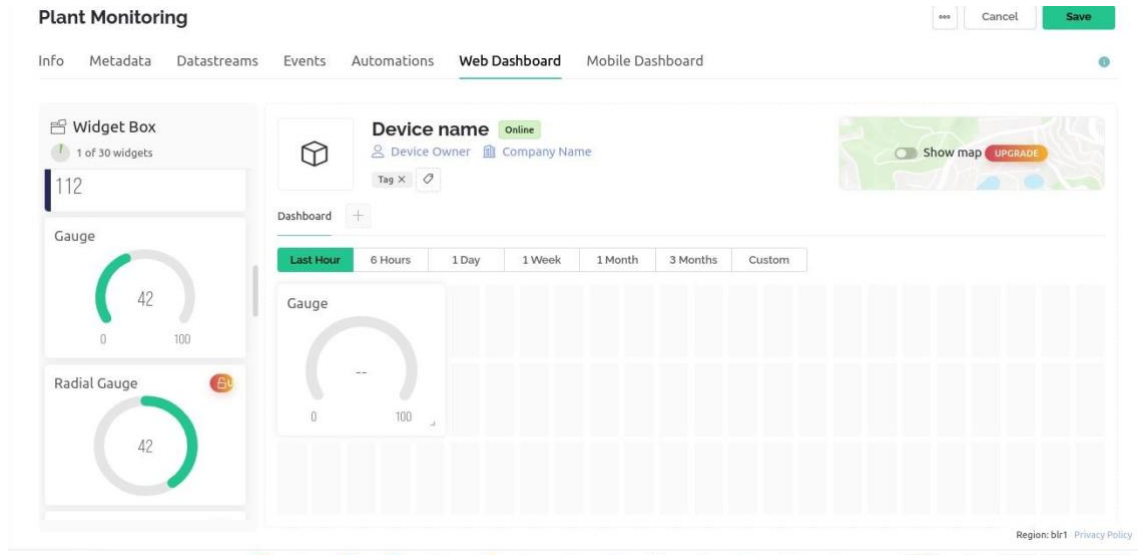 Plant Monitoring
Cancel
Save
Info Metadata Datastreams Events Automations Web Dashboard Mobile Dashboard
Widget Box
1 of 30 widgets
112
Gauge
42
0 100
Radial Gauge
42
Device name Online
Device Owner Company Name
Tag ×
Show map UPGRADE
Dashboard +
Last Hour 6 Hours 1 Day 1 Week 1 Month 3 Months Custom
Gauge
--
0 100
Region: blr1 Privacy Policy